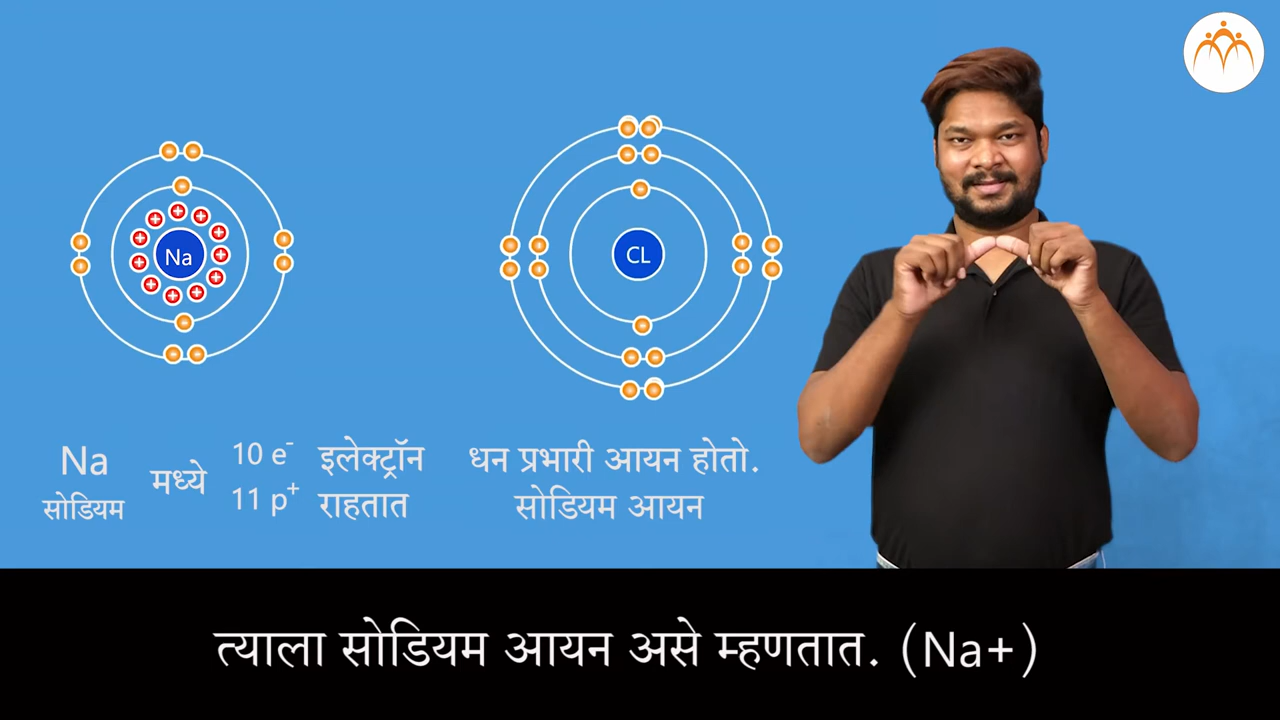 Na
CL
Na
सोडियम
मध्ये
10 e⁻
11 p⁺
इलेक्ट्रॉन
राहतात
धन प्रभारी आयन होतो.
सोडियम आयन
त्याला सोडियम आयन असे म्हणतात. (Na+)